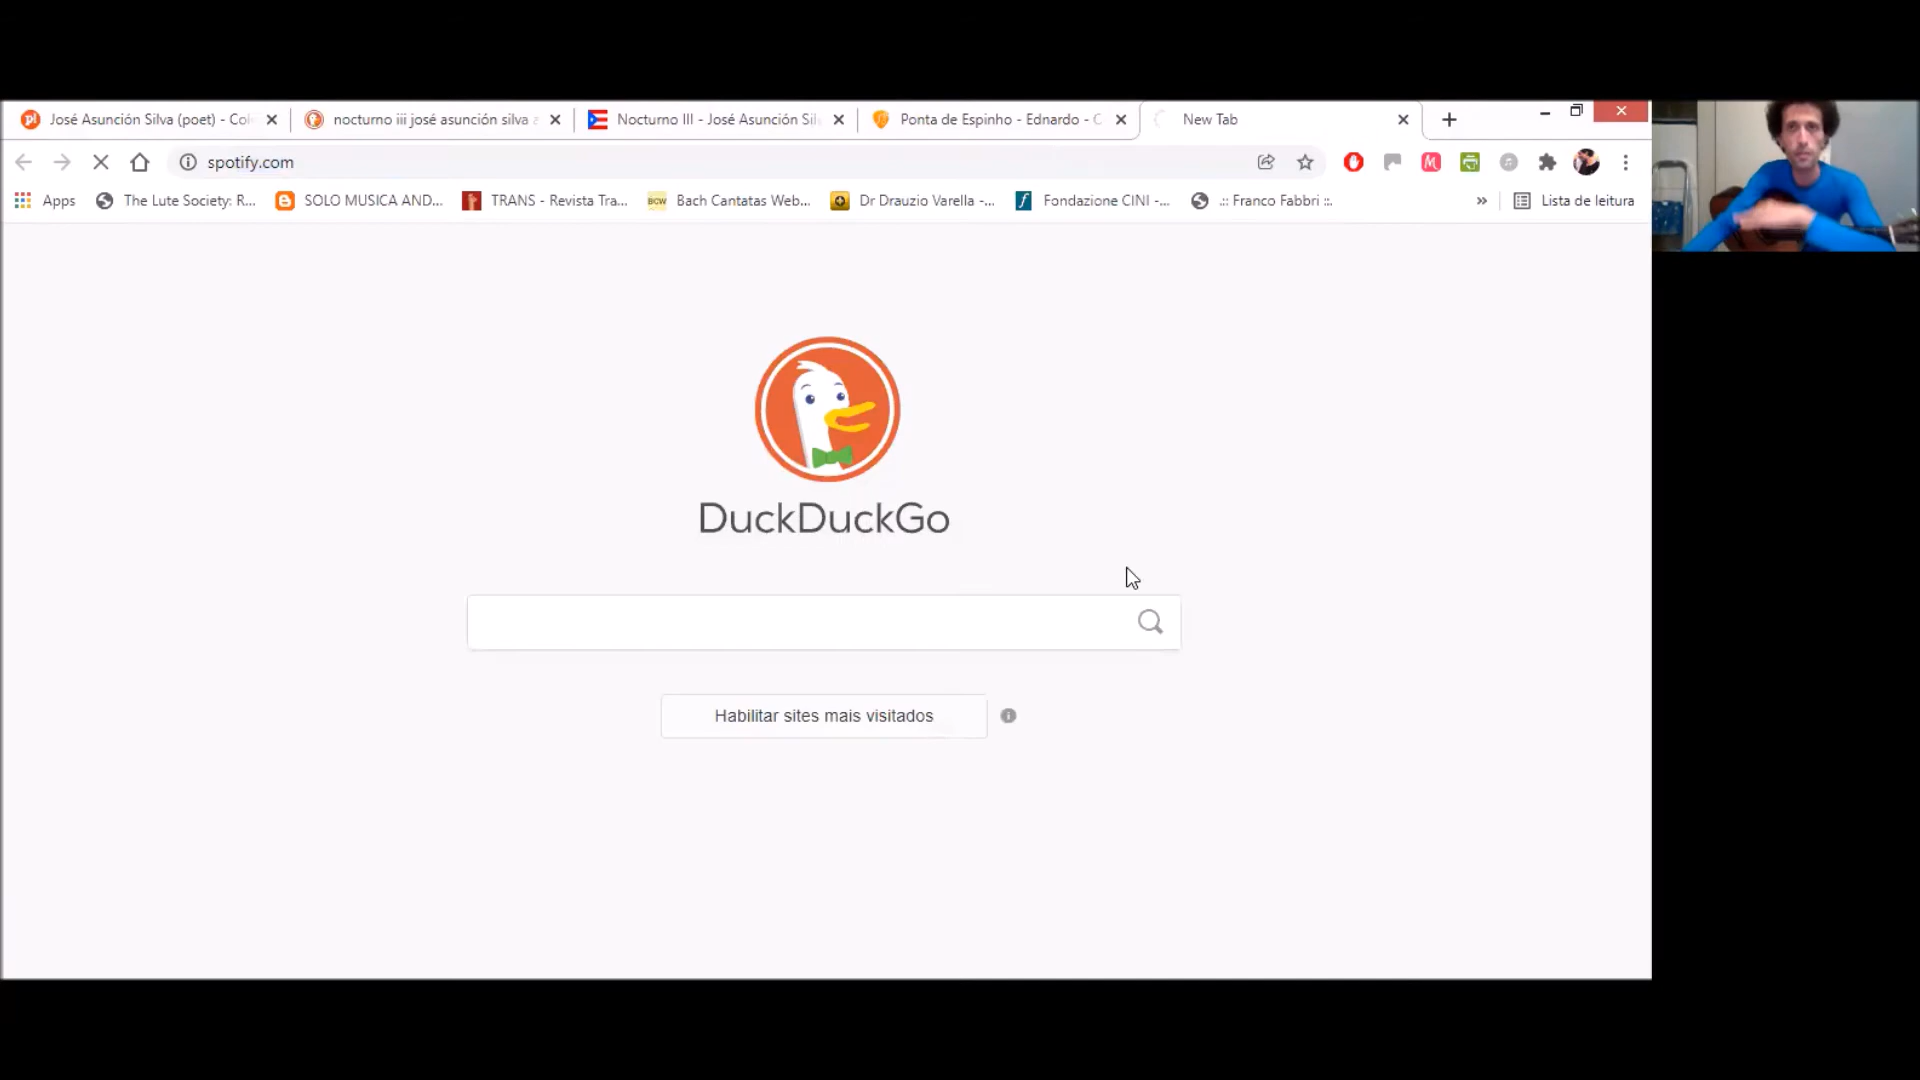 José Asunción Silva (poet) - Col
nocturno iii josé asunción silva a
Nocturno III - José Asunción Silv
Ponta de Espinho - Ednardo - C
New Tab
spotify.com
Apps
The Lute Society: R...
SOLO MUSICA AND...
TRANS - Revista Tra...
BCW
Bach Cantatas Web...
Dr Drauzio Varella -...
Fondazione CINI -...
.:: Franco Fabbri ::.
»
Lista de leitura
DuckDuckGo
Habilitar sites mais visitados